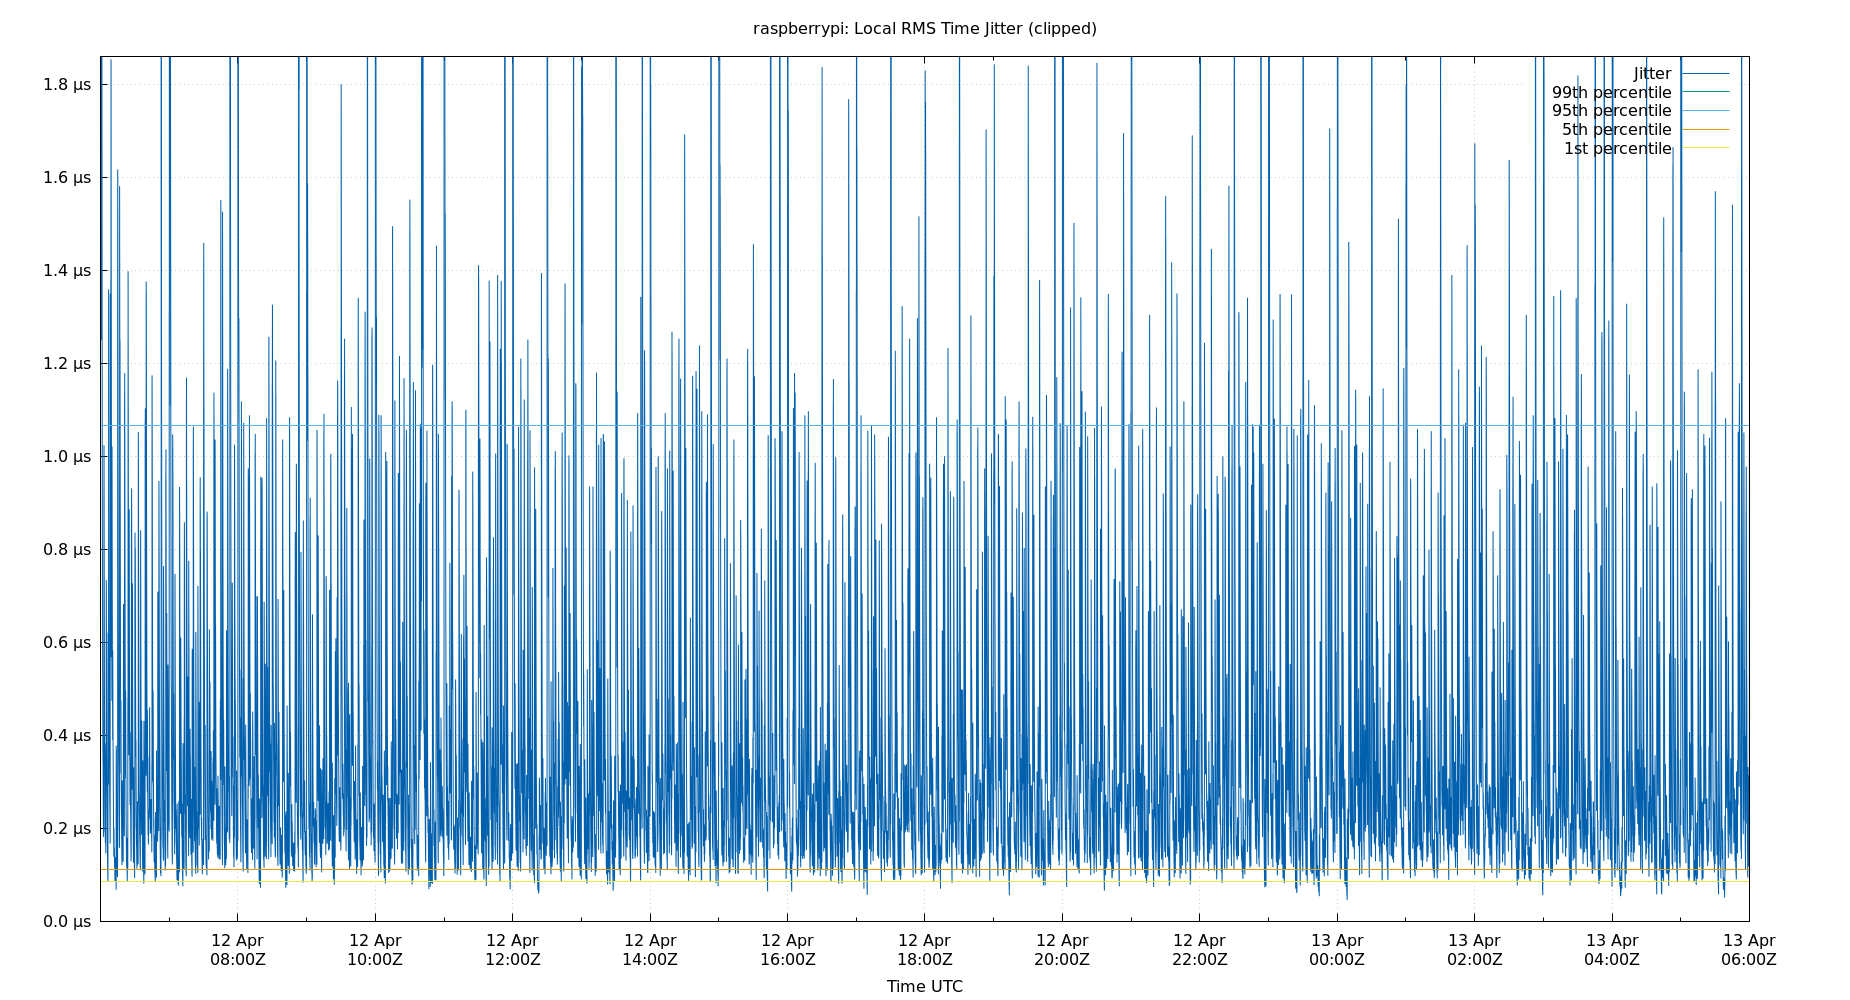 raspberrypi: Local RMS Time Jitter (clipped)
1.8 μs
1.6 μs
1.4 μs
1.2 μs
1.0 μs
0.8 μs
0.6 μs
0.4 μs
0.2 μs
0.0 μs
Jitter
99th percentile
95th percentile
5th percentile
1st percentile
12 Apr
08:00Z
12 Apr
10:00Z
12 Apr
12:00Z
12 Apr
14:00Z
12 Apr
16:00Z
12 Apr
18:00Z
12 Apr
20:00Z
12 Apr
22:00Z
13 Apr
00:00Z
13 Apr
02:00Z
13 Apr
04:00Z
13 Apr
06:00Z
Time UTC